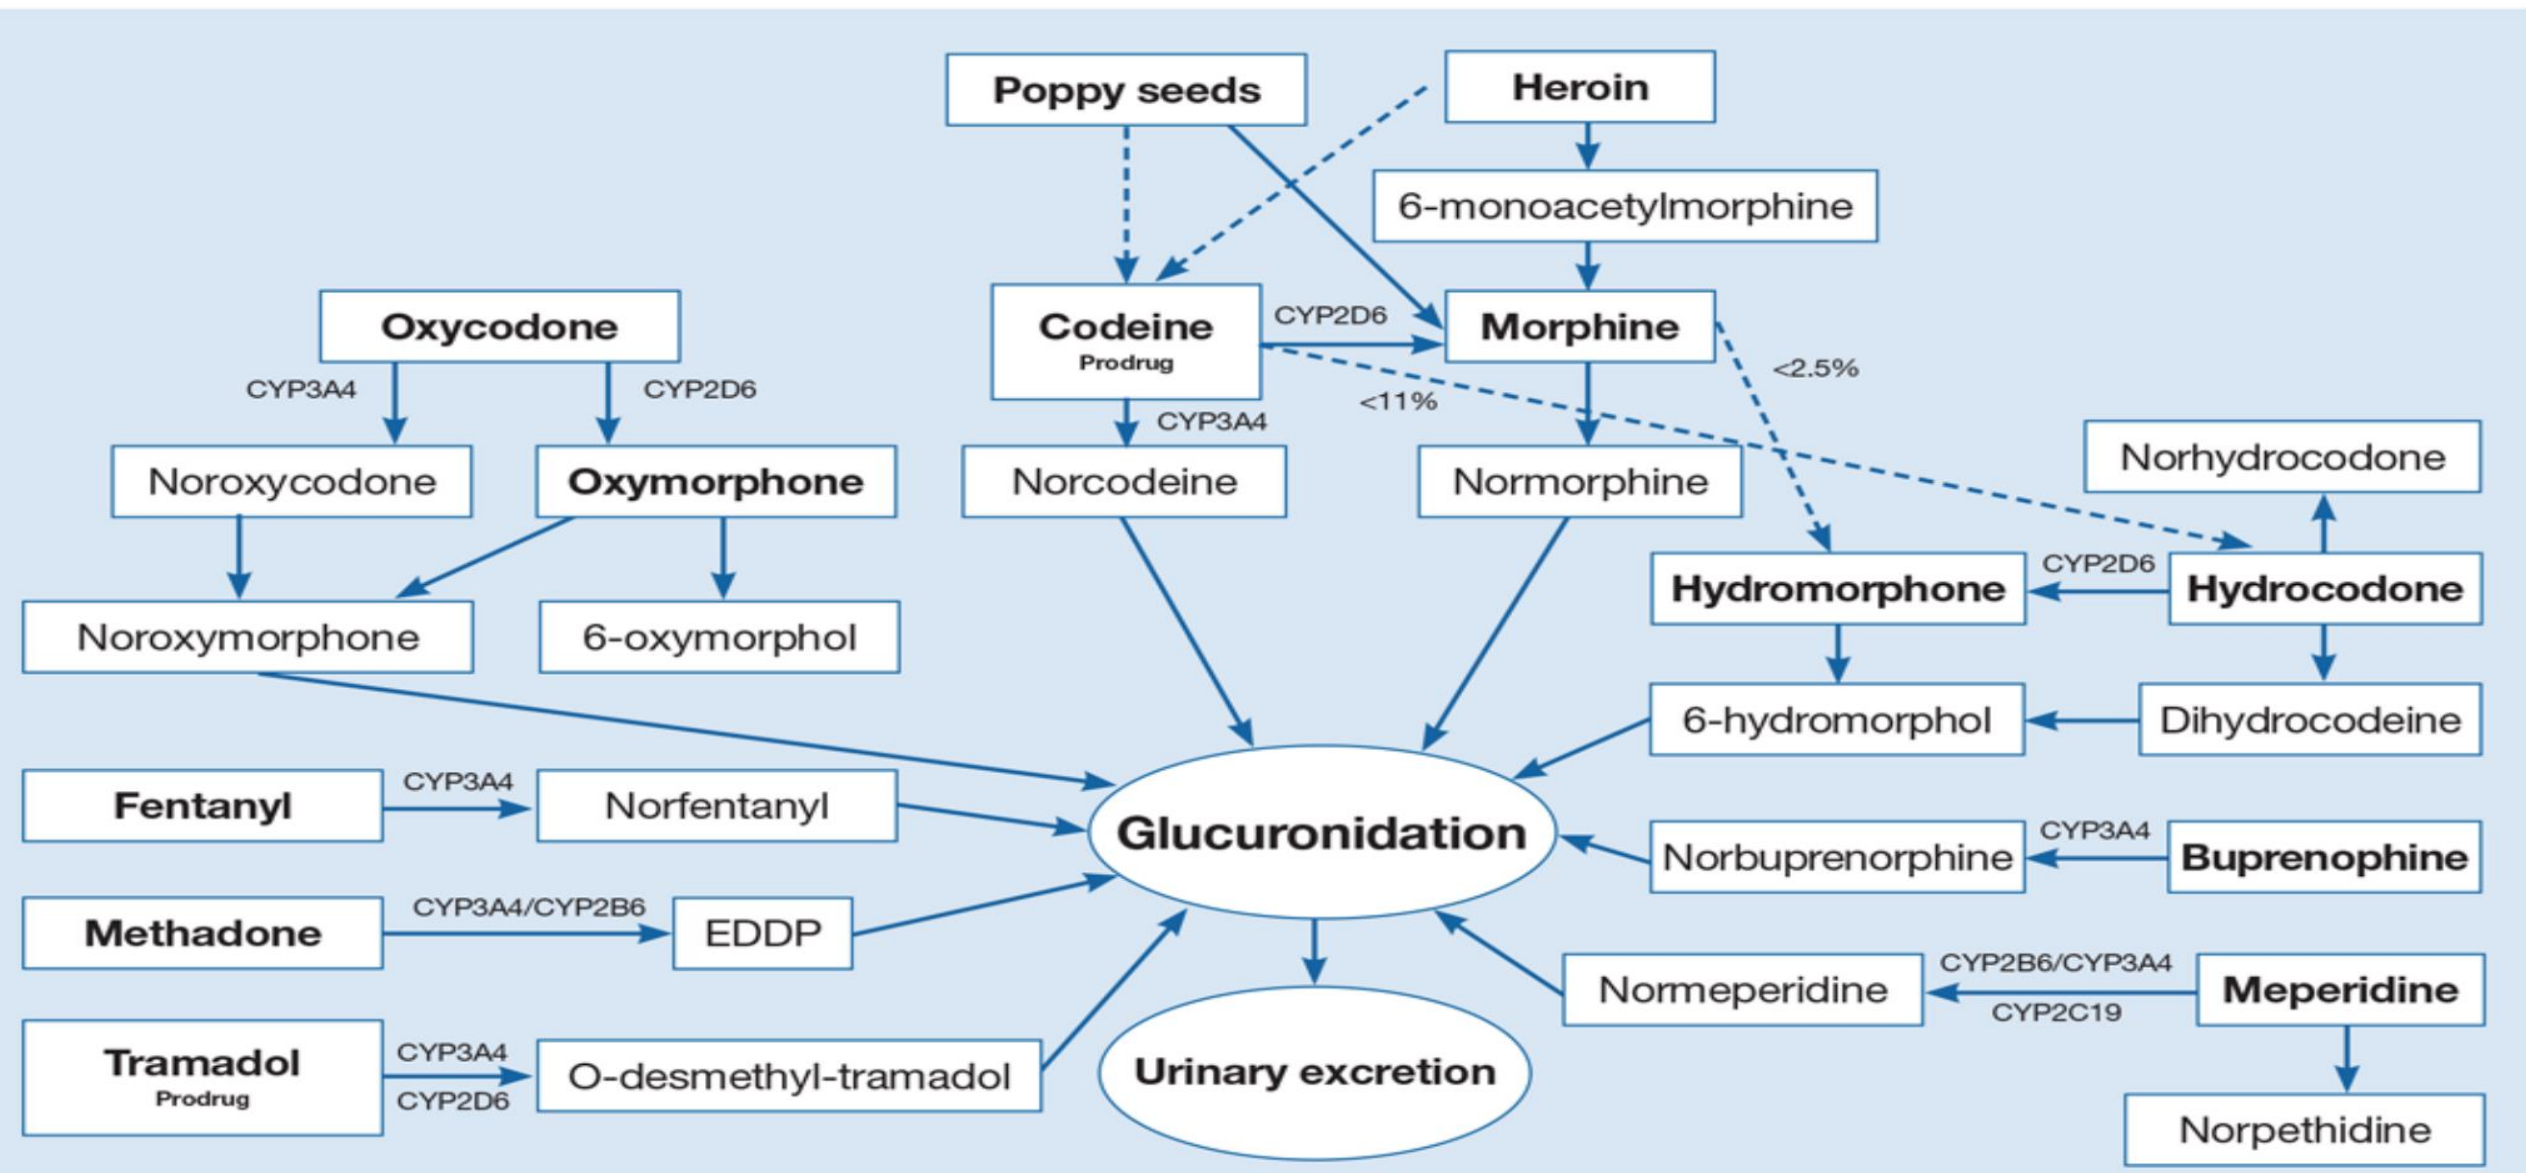 Poppy seeds
Heroin
6-monoacetylmorphine
Oxycodone
Codeine
Prodrug
CYP2D6
Morphine
<2.5%
<11%
CYP3A4
CYP2D6
CYP3A4
Noroxycodone
Oxymorphone
Norcodeine
Normorphine
Norhydrocodone
Hydromorphone
CYP2D6
Hydrocodone
Noroxymorphone
6-oxymorphol
6-hydromorphol
Dihydrocodeine
Fentanyl
CYP3A4
Norfentanyl
Glucuronidation
Norbuprenorphine
CYP3A4
Buprenophine
Methadone
CYP3A4/CYP2B6
EDDP
Normeperidine
CYP2B6/CYP3A4
CYP2C19
Meperidine
Tramadol
Prodrug
CYP3A4
CYP2D6
O-desmethyl-tramadol
Urinary excretion
Norpethidine